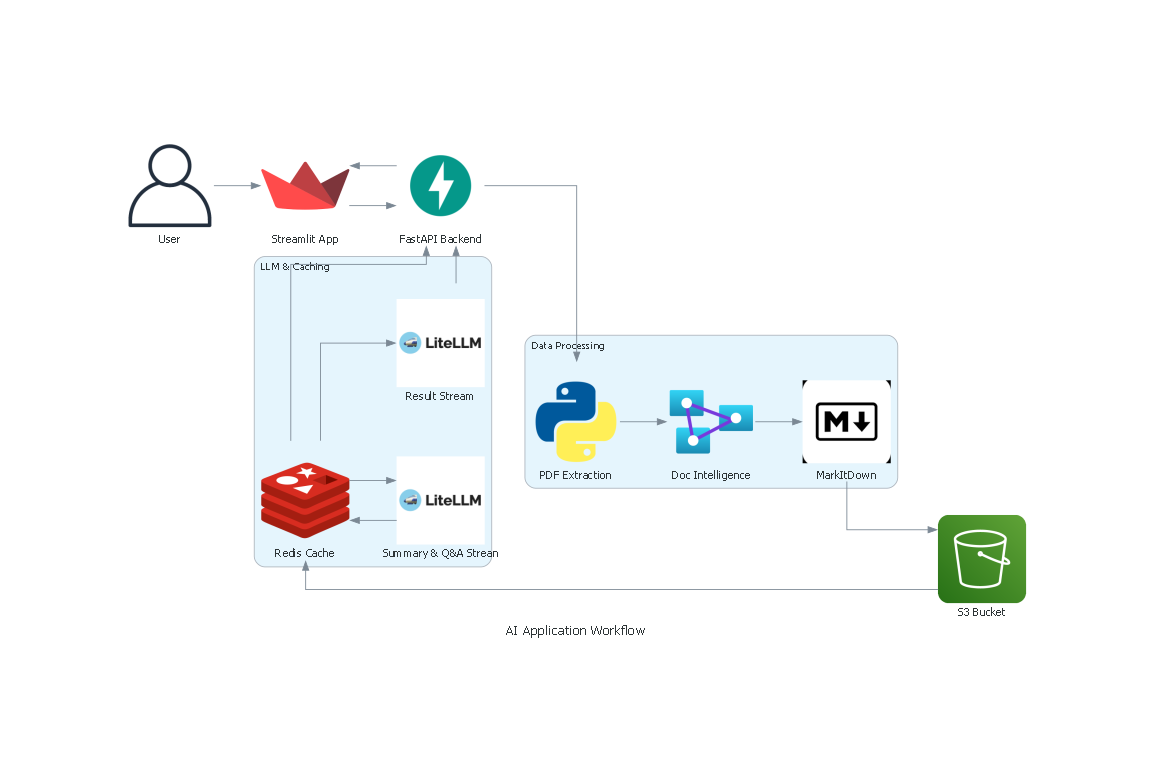 User
Streamlit App
FastAPI Backend
LLM & Caching
LiteLLM
Result Stream
Data Processing
PDF Extraction
Doc Intelligence
M
MarkItDown
LiteLLM
Redis Cache
Summary & Q&A Strean
S3 Bucket
AI Application Workflow